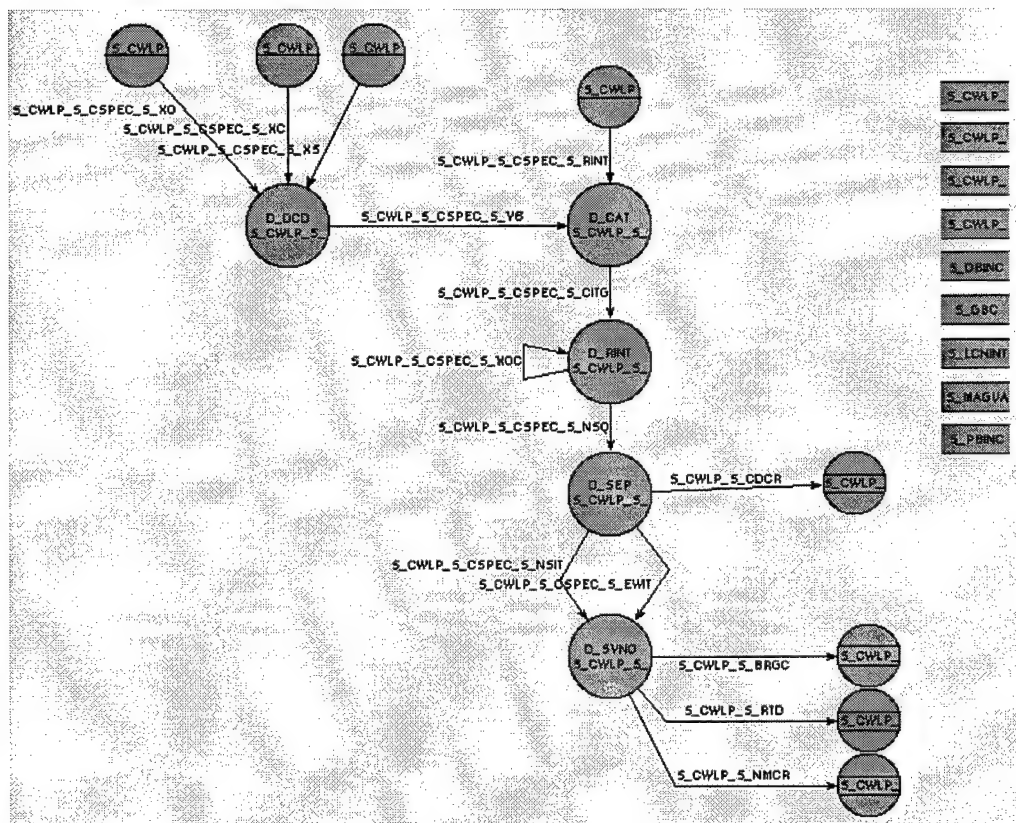 S_CWLP
S_CWLP
S_CWLP
S_CWLP
S_CWLP_S_CSPEC_S_XO
S_CWLP_S_CSPEC_S_XC
S_CWLP_S_CSPEC_S_XS
S_CWLP_S_CSPEC_S_RINT
D_DCD
S_CWLP_S_
S_CWLP_S_CSPEC_S_V6
D_CAT
S_CWLP_S_
S_CWLP_S_CSPEC_S_CITG
S_CWLP_S_CSPEC_S_XOC
D_RINT
S_CWLP_S_
S_CWLP_S_CSPEC_S_NSO
D_SEP
S_CWLP_S_
S_CWLP_S_CDCR
S_CWLP_
S_CWLP_S_CSPEC_S_NSIT
S_CWLP_S_CSPEC_S_EWIT
D_SVNO
S_CWLP_S_
S_CWLP_S_BRGC
S_CWLP_
S_CWLP_S_RTD
S_CWLP_
S_CWLP_S_NMCR
S_CWLP_
S_CWLP_
S_CWLP_
S_CWLP_
S_CWLP_
S_DBINC
S_GBC
S_LCNINT
S_MAGUA
S_PBINC